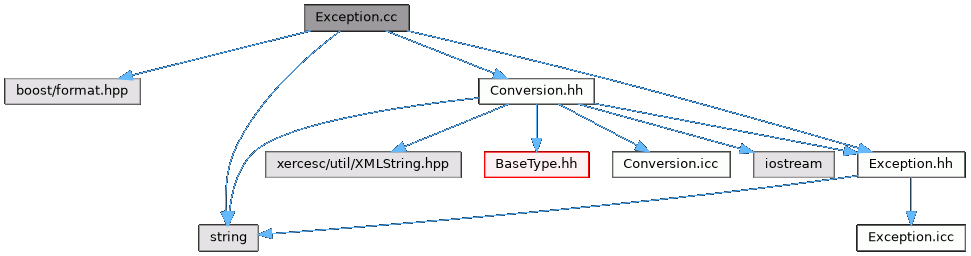 Exception.cc
boost/format.hpp
Conversion.hh
xercesc/util/XMLString.hpp
BaseType.hh
Conversion.icc
iostream
Exception.hh
string
Exception.icc